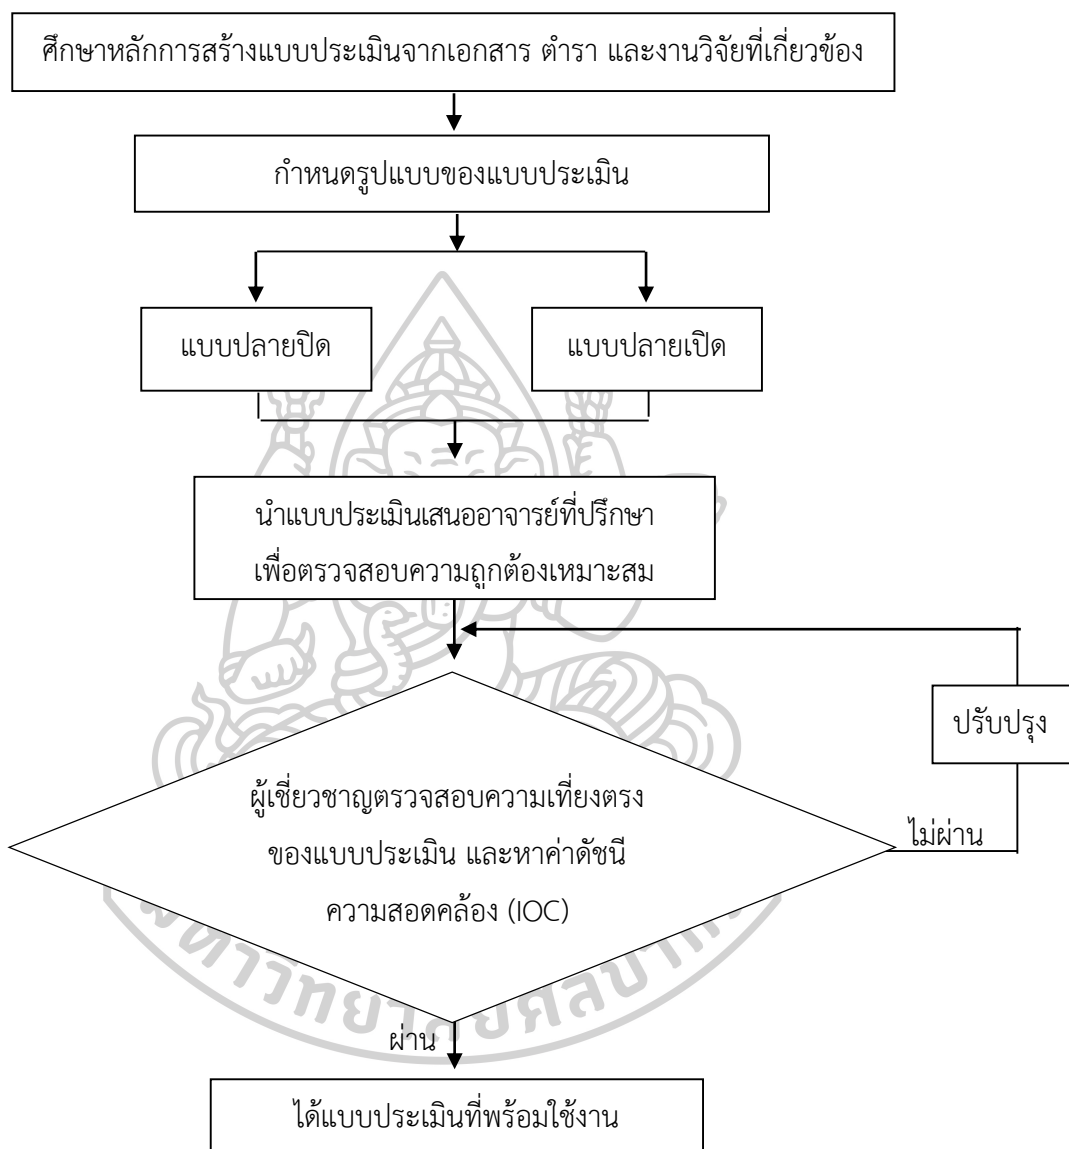 ศึกษาหลักการสร้างแบบประเมินจากเอกสาร ตำรา และงานวิจัยที่เกี่ยวข้อง
กำหนดรูปแบบของแบบประเมิน
แบบปลายปิด
แบบปลายเปิด
นำแบบประเมินเสนออาจารย์ที่ปรึกษา
เพื่อตรวจสอบความถูกต้องเหมาะสม
ปรับปรุง
ผู้เชี่ยวชาญตรวจสอบความเที่ยงตรง
ของแบบประเมิน และหาค่าดัชนี
ความสอดคล้อง (IOC)
ไม่ผ่าน
ผ่าน
ได้แบบประเมินที่พร้อมใช้งาน